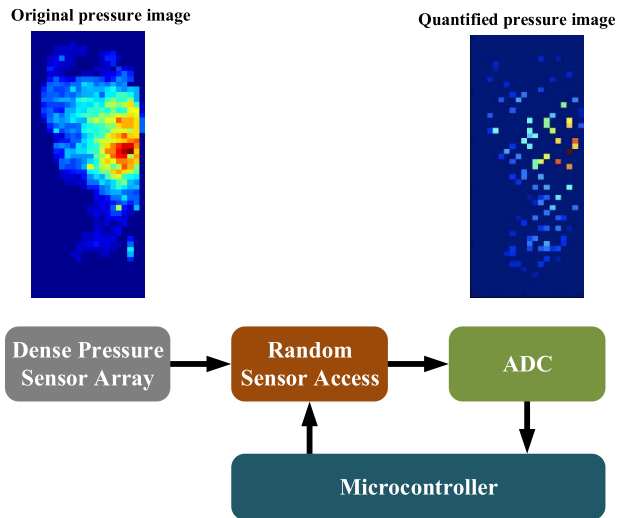 Original pressure image
Quantified pressure image
Dense Pressure
Sensor Array
Random
Sensor Access
ADC
Microcontroller